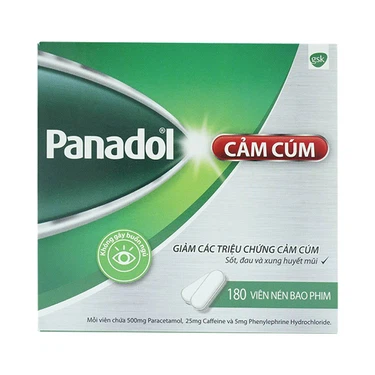 gsk
Panadol®
CẢM CÚM
Không gây buồn ngủ
GIẢM CÁC TRIỆU CHỨNG CẢM CÚM
Sốt, đau và xung huyết mũi ✓
180 VIÊN NÉN BAO PHIM
Mỗi viên chứa 500mg Paracetamol, 25mg Caffeine và 5mg Phenylephrine Hydrochloride.